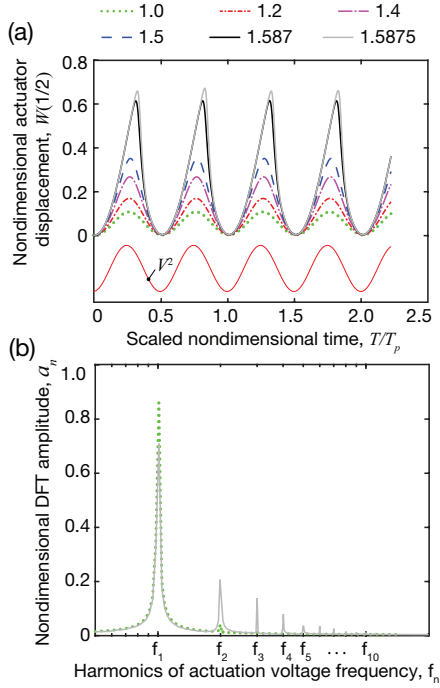 1.0 1.2 1.4
1.5 1.587 1.5875
(a)
Nondimensional actuator
displacement, W(1/2)
0.8
0.6
0.4
0.2
0
V²
0 0.5 1.0 1.5 2.0 2.5
Scaled nondimensional time, T/Tₚ
(b)
Nondimensional DFT amplitude, aₙ
1.0
0.8
0.6
0.4
0.2
0
f₁ f₂ f₃ f₄ f₅ ... f₁₀
Harmonics of actuation voltage frequency, fₙ